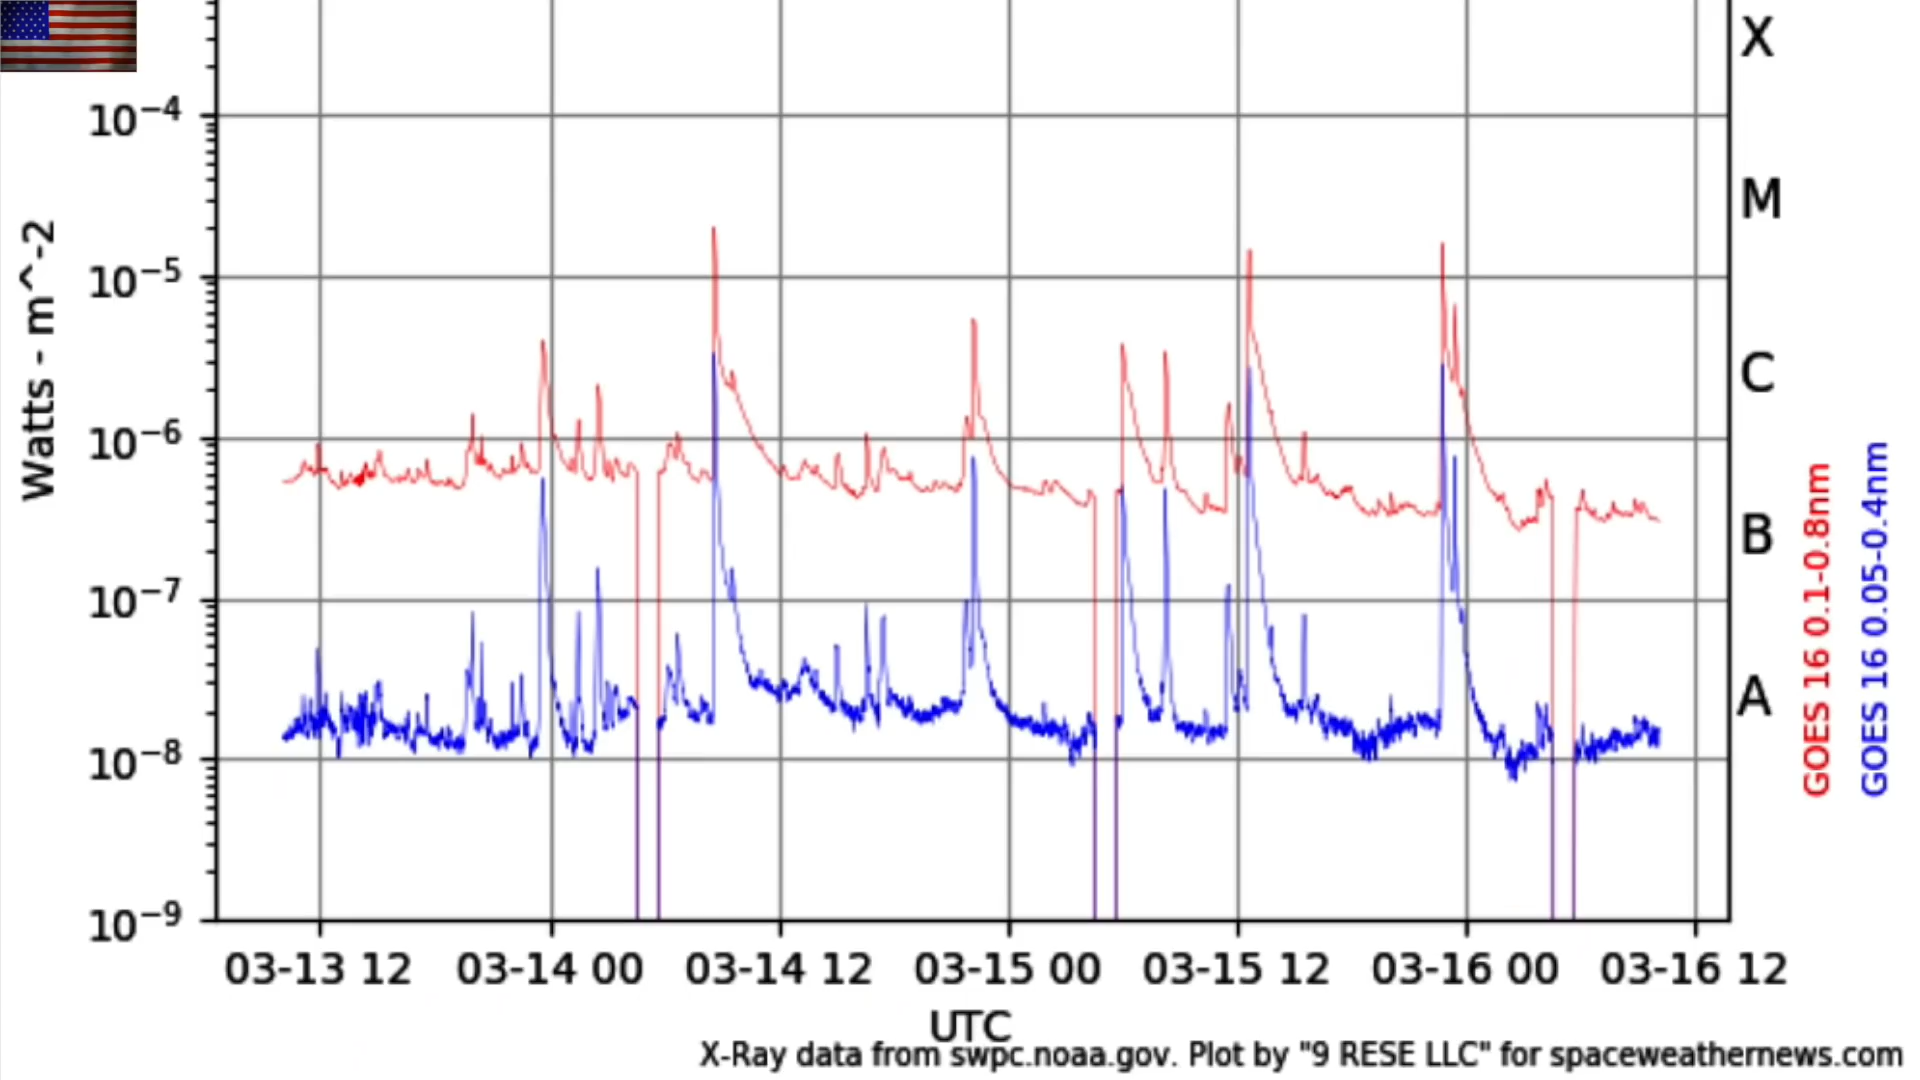 X
10−4
M
Watts - m^-2
10−5
C
10−6
B
10−7
A
10−8
10−9
GOES 16 0.1-0.8nm
GOES 16 0.05-0.4nm
03-13 12 03-14 00 03-14 12 03-15 00 03-15 12 03-16 00 03-16 12
UTC
X-Ray data from swpc.noaa.gov. Plot by "9 RESE LLC" for spaceweathernews.com